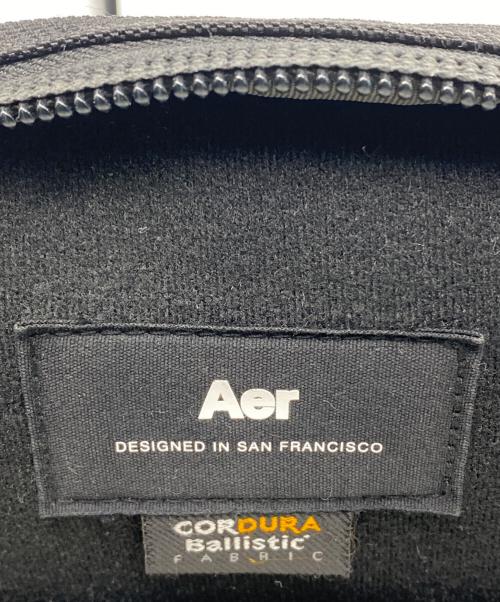 Aer
DESIGNED IN SAN FRANCISCO
CORDURA
Ballistic®
FABRIC